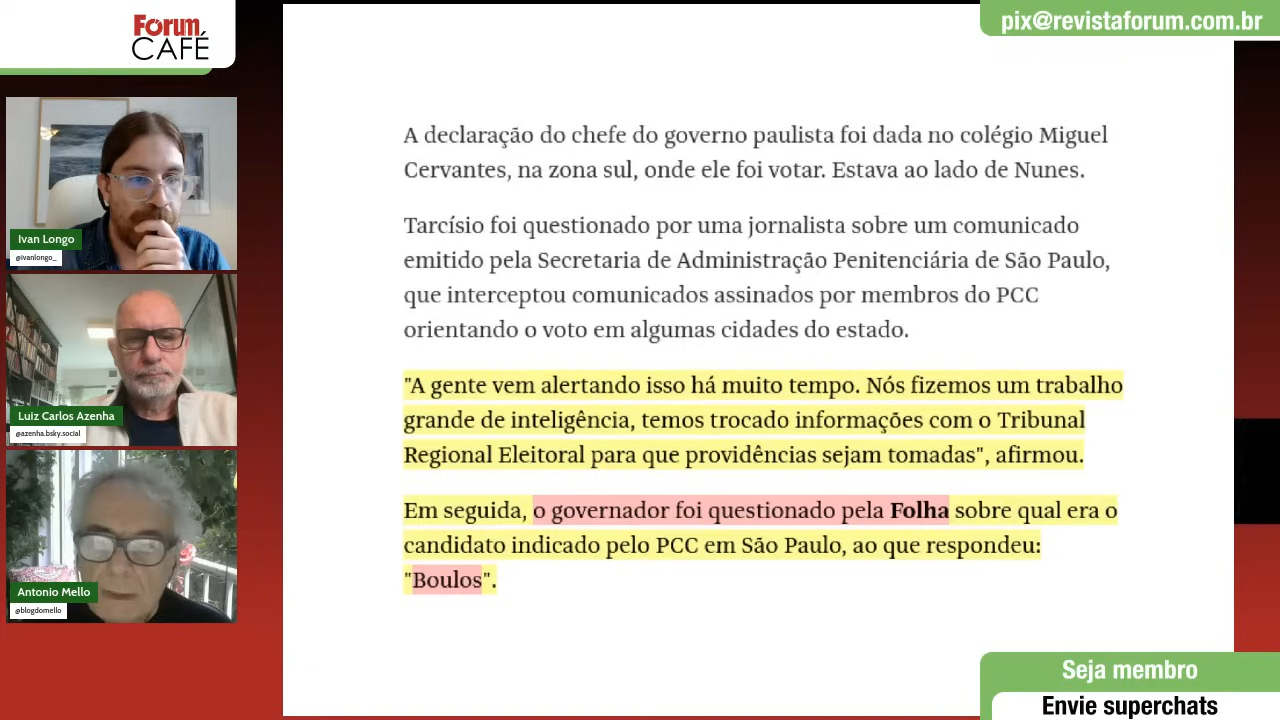 Fórum
CAFÉ
pix@revistaforum.com.br
A declaração do chefe do governo paulista foi dada no colégio Miguel
Cervantes, na zona sul, onde ele foi votar. Estava ao lado de Nunes.
Tarcísio foi questionado por uma jornalista sobre um comunicado
emitido pela Secretaria de Administração Penitenciária de São Paulo,
que interceptou comunicados assinados por membros do PCC
orientando o voto em algumas cidades do estado.
"A gente vem alertando isso há muito tempo. Nós fizemos um trabalho
grande de inteligência, temos trocado informações com o Tribunal
Regional Eleitoral para que providências sejam tomadas", afirmou.
Em seguida, o governador foi questionado pela Folha sobre qual era o
candidato indicado pelo PCC em São Paulo, ao que respondeu:
"Boulos".
Ivan Longo
@ivanlongo_
Luiz Carlos Azenha
@azenha.bsky.social
Antonio Mello
@blogdomello
Seja membro
Envie superchats